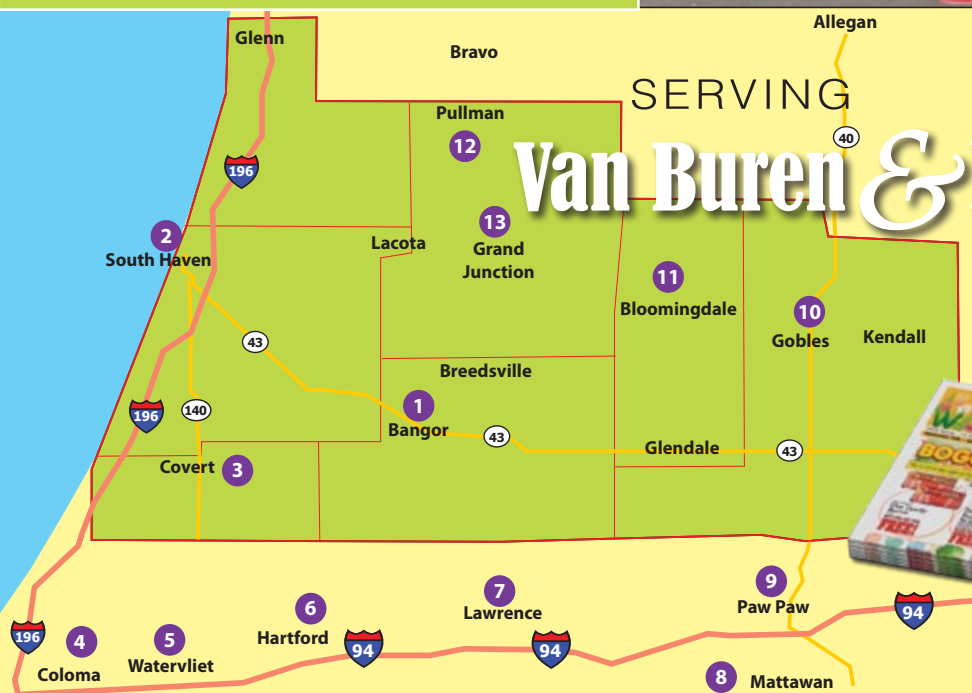 Glenn
Bravo
Allegan
SERVING
Van Buren &
40
Pullman
12
196
13
Grand
Junction
2
South Haven
Lacota
11
Bloomingdale
10
Gobles
Kendall
43
Breedsville
1
Bangor
43
Glendale
43
196
140
Covert
3
BOGO
FREE!
9
Paw Paw
94
7
Lawrence
6
Hartford
94
94
196
4
Coloma
5
Watervliet
8
Mattawan